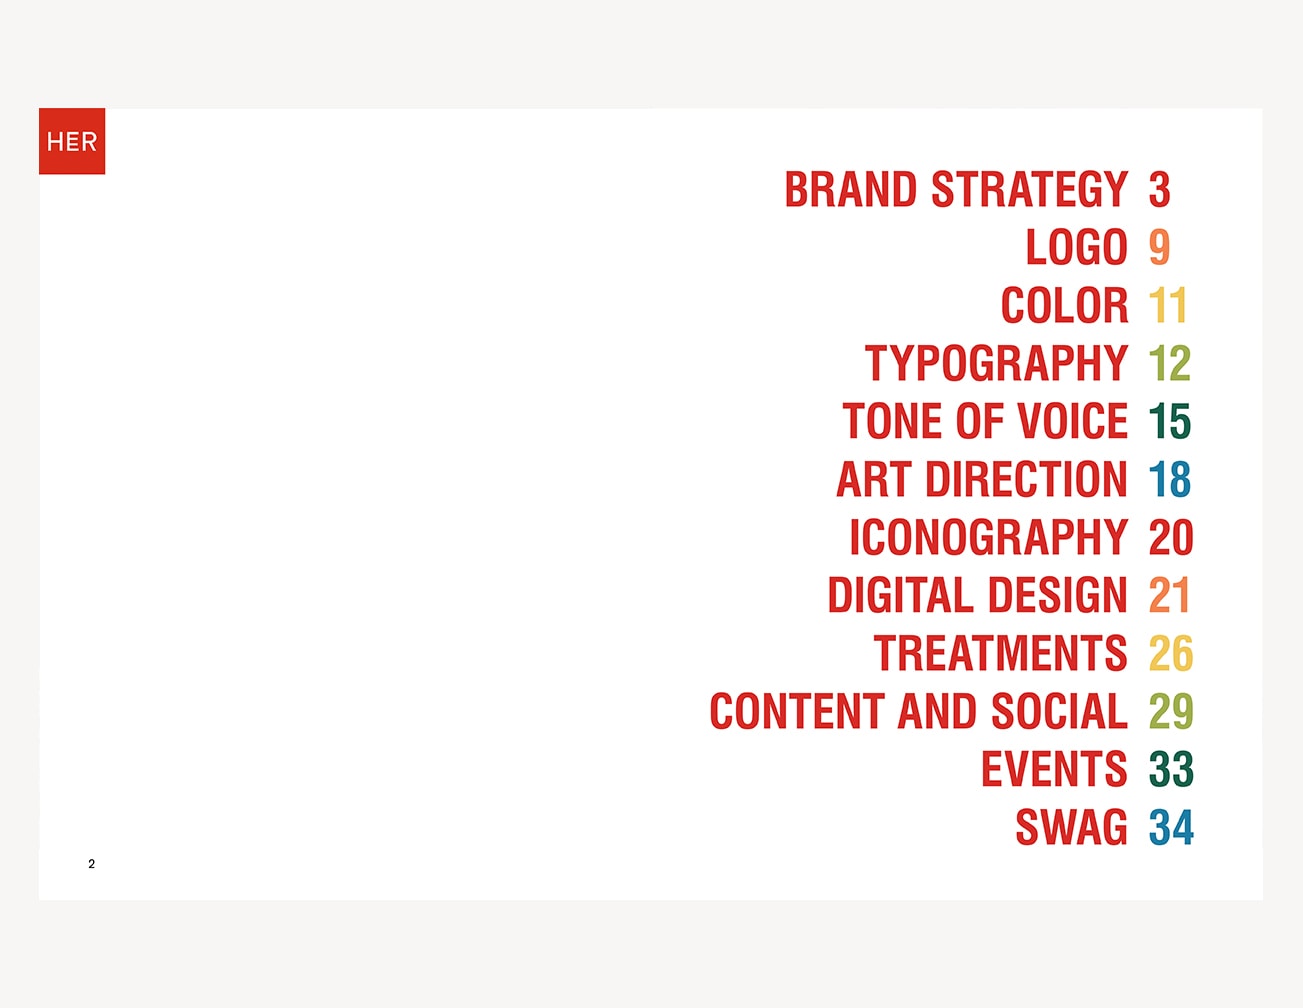 HER
BRAND STRATEGY 3
LOGO 9
COLOR 11
TYPOGRAPHY 12
TONE OF VOICE 15
ART DIRECTION 18
ICONOGRAPHY 20
DIGITAL DESIGN 21
TREATMENTS 26
CONTENT AND SOCIAL 29
EVENTS 33
SWAG 34
2